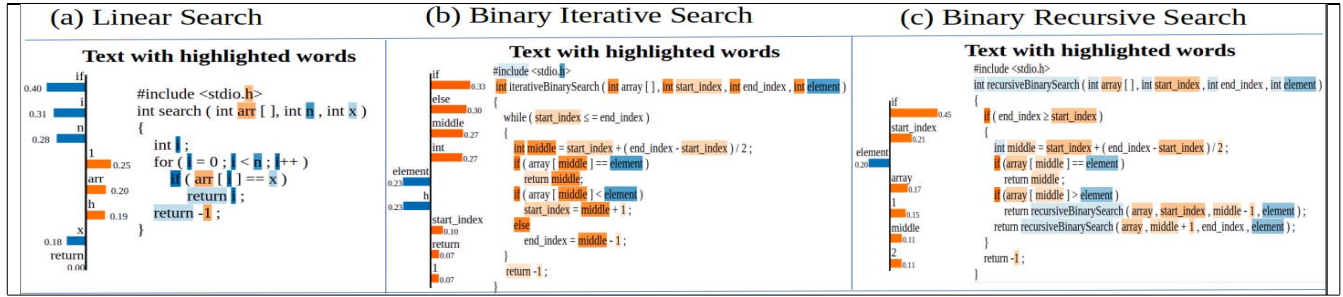 (a) Linear Search
Text with highlighted words
if
0.40
i
0.31
n
0.28
1
0.25
arr
0.20
h
0.19
x
0.18
return
0.00
#include <stdio.h>
int search ( int arr [ ], int n , int x )
{
int i ;
for ( i = 0 ; i < n ; i++ )
if ( arr [ i ] == x )
return i ;
return -1 ;
}
(b) Binary Iterative Search
Text with highlighted words
if
0.33
else
0.30
middle
0.27
int
0.27
element
0.23
h
0.23
start_index
0.10
return
0.07
1
0.07
#include <stdio.h>
int iterativeBinarySearch ( int array [ ] , int start_index , int end_index , int element )
{
while ( start_index ≤ = end_index )
{
int middle = start_index + ( end_index - start_index ) / 2 ;
if ( array [ middle ] == element )
return middle;
if ( array [ middle ] < element )
start_index = middle + 1 ;
else
end_index = middle - 1 ;
}
return -1 ;
}
(c) Binary Recursive Search
Text with highlighted words
if
0.45
start_index
0.21
element
0.20
array
0.17
1
0.15
middle
0.11
2
0.11
#include <stdio.h>
int recursiveBinarySearch ( int array [ ] , int start_index , int end_index , int element )
{
if ( end_index ≥ start_index )
{
int middle = start_index + ( end_index - start_index ) / 2 ;
if (array [ middle ] == element )
return middle ;
if (array [ middle ] > element )
return recursiveBinarySearch ( array , start_index , middle - 1 , element ) ;
return recursiveBinarySearch ( array , middle + 1 , end_index , element ) ;
}
return -1 ;
}